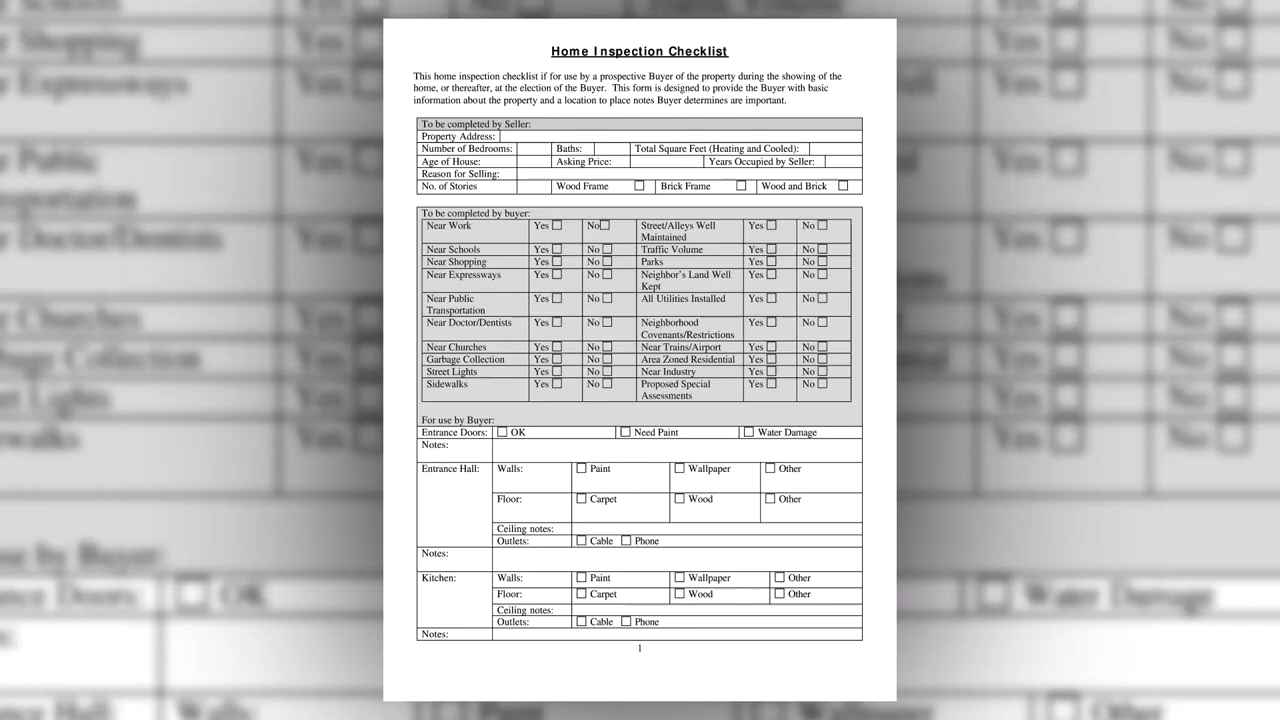 Home Inspection Checklist
This home inspection checklist if for use by a prospective Buyer of the property during the showing of the
home, or thereafter, at the election of the Buyer. This form is designed to provide the Buyer with basic
information about the property and a location to place notes Buyer determines are important.
To be completed by Seller:
Property Address:
Number of Bedrooms: Baths: Total Square Feet (Heating and Cooled):
Age of House: Asking Price: Years Occupied by Seller:
Reason for Selling:
No. of Stories Wood Frame ☐ Brick Frame ☐ Wood and Brick ☐
To be completed by buyer:
Near Work Yes ☐ No ☐ Street/Alleys Well Yes ☐ No ☐
Maintained
Near Schools Yes ☐ No ☐ Traffic Volume Yes ☐ No ☐
Near Shopping Yes ☐ No ☐ Parks Yes ☐ No ☐
Near Expressways Yes ☐ No ☐ Neighbor's Land Well Yes ☐ No ☐
Kept
Near Public Yes ☐ No ☐ All Utilities Installed Yes ☐ No ☐
Transportation
Near Doctor/Dentists Yes ☐ No ☐ Neighborhood Yes ☐ No ☐
Covenants/Restrictions
Near Churches Yes ☐ No ☐ Near Trains/Airport Yes ☐ No ☐
Garbage Collection Yes ☐ No ☐ Area Zoned Residential Yes ☐ No ☐
Street Lights Yes ☐ No ☐ Near Industry Yes ☐ No ☐
Sidewalks Yes ☐ No ☐ Proposed Special Yes ☐ No ☐
Assessments
For use by Buyer:
Entrance Doors: ☐ OK ☐ Need Paint ☐ Water Damage
Notes:
Entrance Hall: Walls: ☐ Paint ☐ Wallpaper ☐ Other
Floor: ☐ Carpet ☐ Wood ☐ Other
Ceiling notes:
Outlets: ☐ Cable ☐ Phone
Notes:
Kitchen: Walls: ☐ Paint ☐ Wallpaper ☐ Other
Floor: ☐ Carpet ☐ Wood ☐ Other
Ceiling notes:
Outlets: ☐ Cable ☐ Phone
Notes:
1